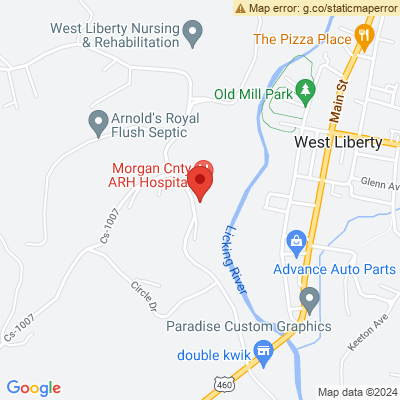 Map error: g.co/staticmaperror
West Liberty Nursing
& Rehabilitation
The Pizza Place
Old Mill Park
Main St
Arnold's Royal
Flush Septic
West Liberty
Morgan Cnty
ARH Hospital
Glenn Av
Cs-1007
Licking River
Advance Auto Parts
Circle Dr
Cs-1007
Paradise Custom Graphics
Keeton Ave
double kwik
460
Google
Map data ©2024